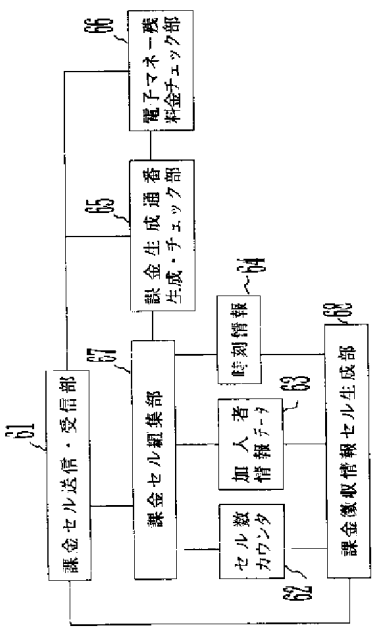 61
課金セル送信・受信部
67
課金セル組集部
65
課金生成通番
生成・チェック部
66
電子マネー残
料金チェック部
62
セル数
カウンタ
63
加入者
情報データ
64
時刻情報
68
課金徴収情報セル生成部